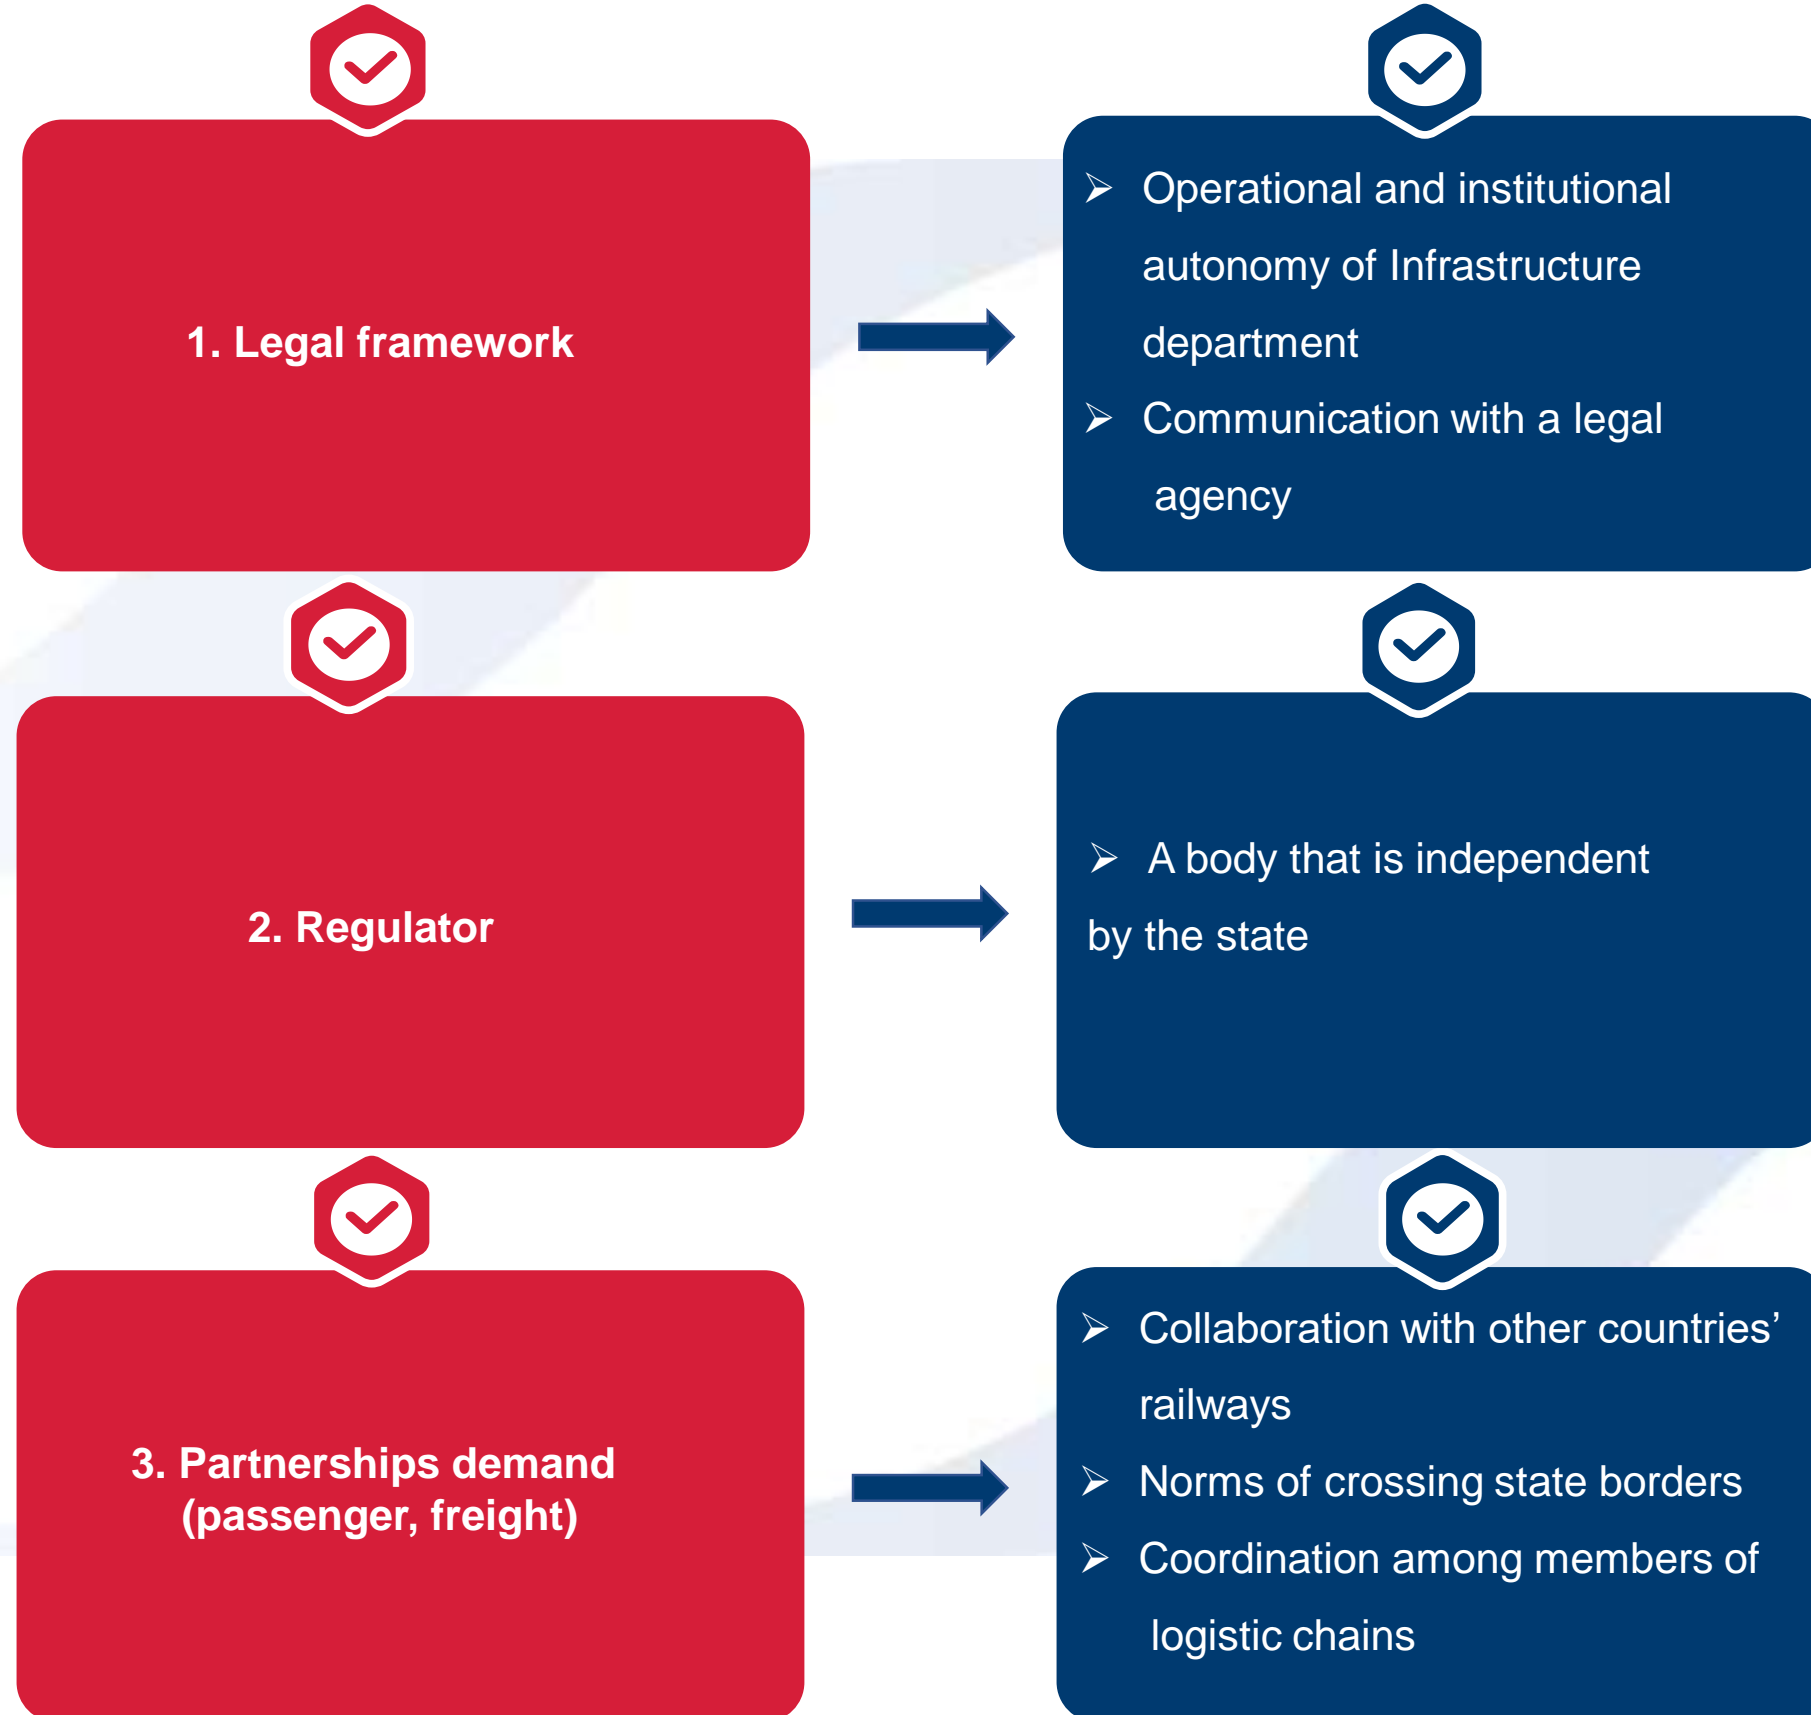 1. Legal framework
➢ Operational and institutional
autonomy of Infrastructure
department
➢ Communication with a legal
agency
2. Regulator
➢ A body that is independent
by the state
3. Partnerships demand
(passenger, freight)
➢ Collaboration with other countries’
railways
➢ Norms of crossing state borders
➢ Coordination among members of
logistic chains